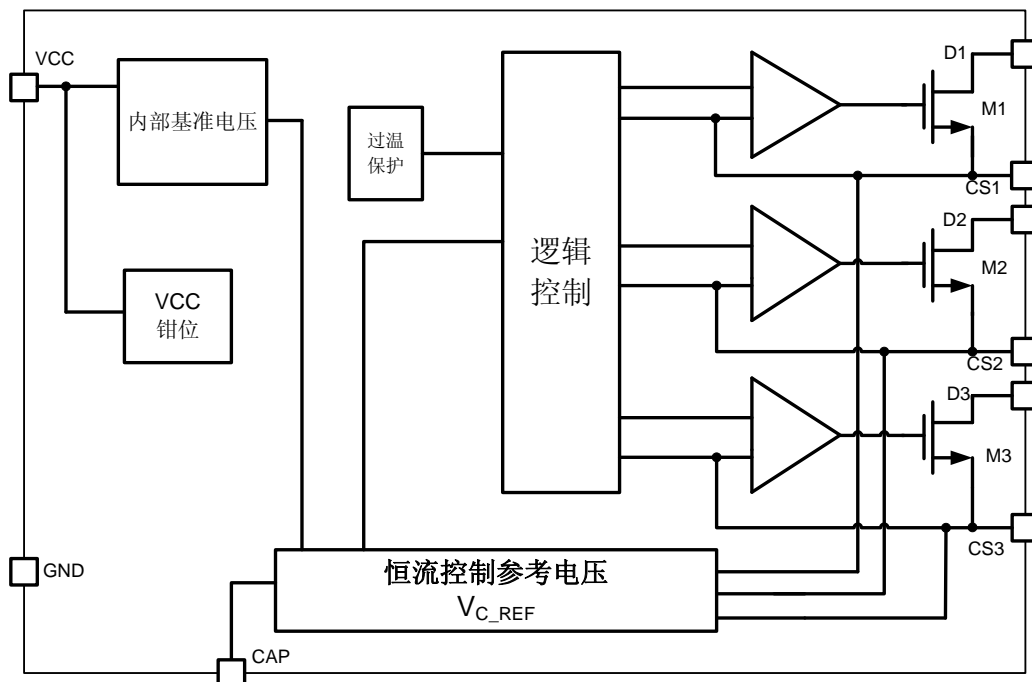 VCC
内部基准电压
过温
保护
VCC
钳位
逻辑
控制
D1
M1
CS1
D2
M2
CS2
D3
M3
CS3
GND
恒流控制参考电压
VC_REF
CAP